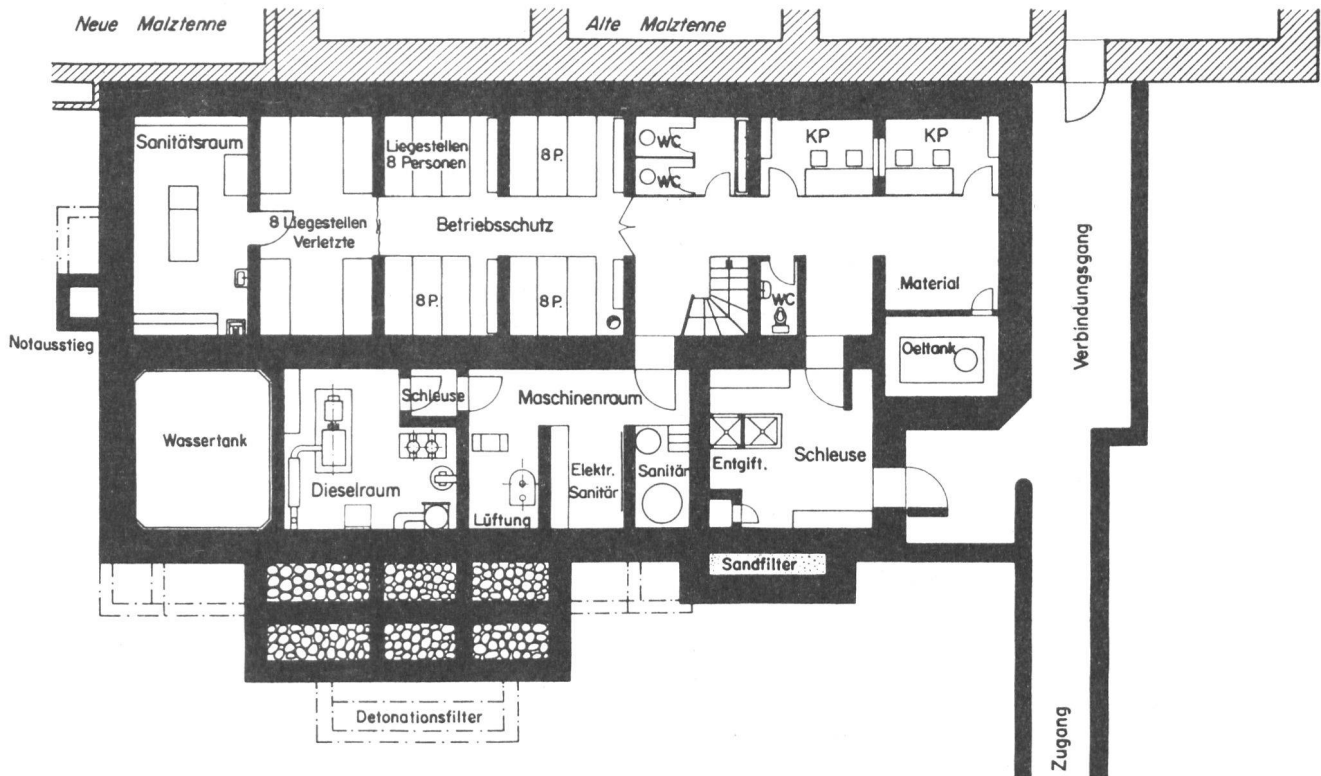 Neue Malztenne
Alte Malztenne
Sanitätsraum
Liegestellen
8 Personen
8 P.
WC
WC
KP
KP
8 Liegestellen
Verletzte
Betriebsschutz
8 P.
8 P.
WC
Material
Notausstieg
Oeltank
Verbindungsgang
Wassertank
Schleuse
Maschinenraum
Dieselraum
Lüftung
Elektr.
Sanitär
Sanitär
Entgift.
Schleuse
Sandfilter
Detonationsfilter
Zugang